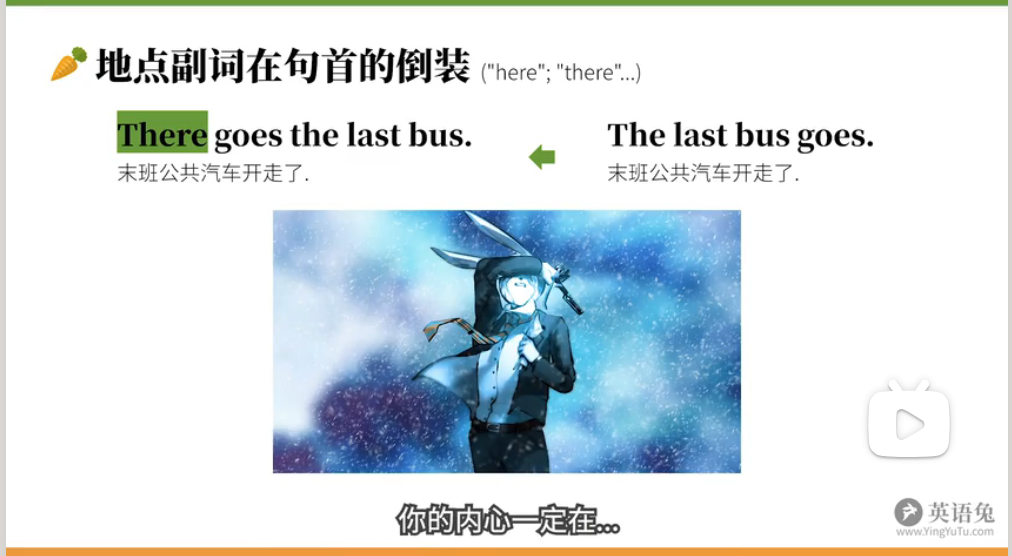 地点副词在句首的倒装 ("here"; "there"...)
There goes the last bus.
末班公共汽车开走了.
The last bus goes.
末班公共汽车开走了.
你的内心一定在...
英语兔
www.YingYuTu.com